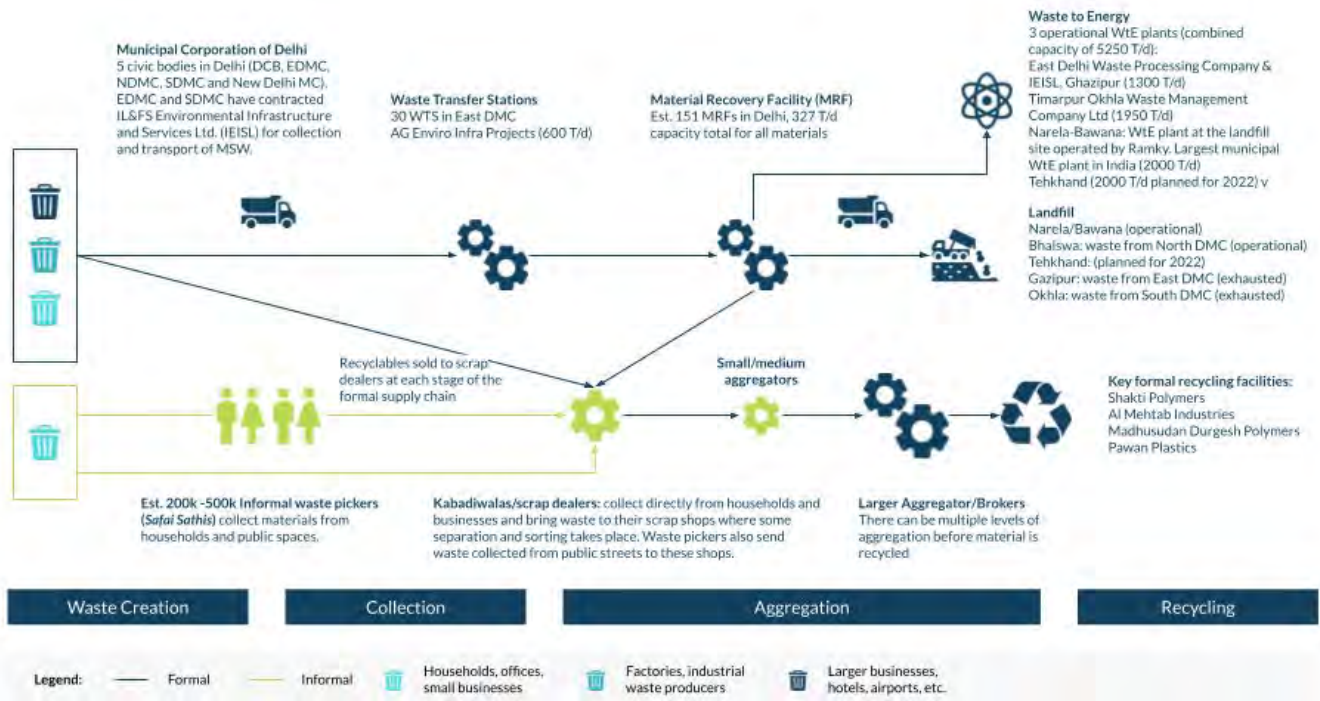 Municipal Corporation of Delhi
5 civic bodies in Delhi (DCB, EDMC,
NDMC, SDMC and New Delhi MC).
EDMC and SDMC have contracted
IL&FS Environmental Infrastructure
and Services Ltd. (IEISL) for collection
and transport of MSW.
Waste Transfer Stations
30 WTS in East DMC
AG Enviro Infra Projects (600 T/d)
Material Recovery Facility (MRF)
Est. 151 MRFs in Delhi, 327 T/d
capacity total for all materials
Waste to Energy
3 operational WtE plants (combined
capacity of 5250 T/d):
East Delhi Waste Processing Company &
IEISL, Ghazipur (1300 T/d)
Timarpur Okhla Waste Management
Company Ltd (1950 T/d)
Narela-Bawana: WtE plant at the landfill
site operated by Ramky. Largest municipal
WtE plant in India (2000 T/d)
Tehkhand (2000 T/d planned for 2022) v
Landfill
Narela/Bawana (operational)
Bhalswa: waste from North DMC (operational)
Tehkhand: (planned for 2022)
Gazipur: waste from East DMC (exhausted)
Okhla: waste from South DMC (exhausted)
Recyclables sold to scrap
dealers at each stage of the
formal supply chain
Small/medium
aggregators
Key formal recycling facilities:
Shakti Polymers
Al Mehtab Industries
Madhusudan Durgesh Polymers
Pawan Plastics
Est. 200k -500k Informal waste pickers
(Safai Sathis) collect materials from
households and public spaces.
Kabadiwalas/scrap dealers: collect directly from households and
businesses and bring waste to their scrap shops where some
separation and sorting takes place. Waste pickers also send
waste collected from public streets to these shops.
Larger Aggregator/Brokers
There can be multiple levels of
aggregation before material is
recycled
Waste Creation
Collection
Aggregation
Recycling
Legend:
Formal
Informal
Households, offices,
small businesses
Factories, industrial
waste producers
Larger businesses,
hotels, airports, etc.